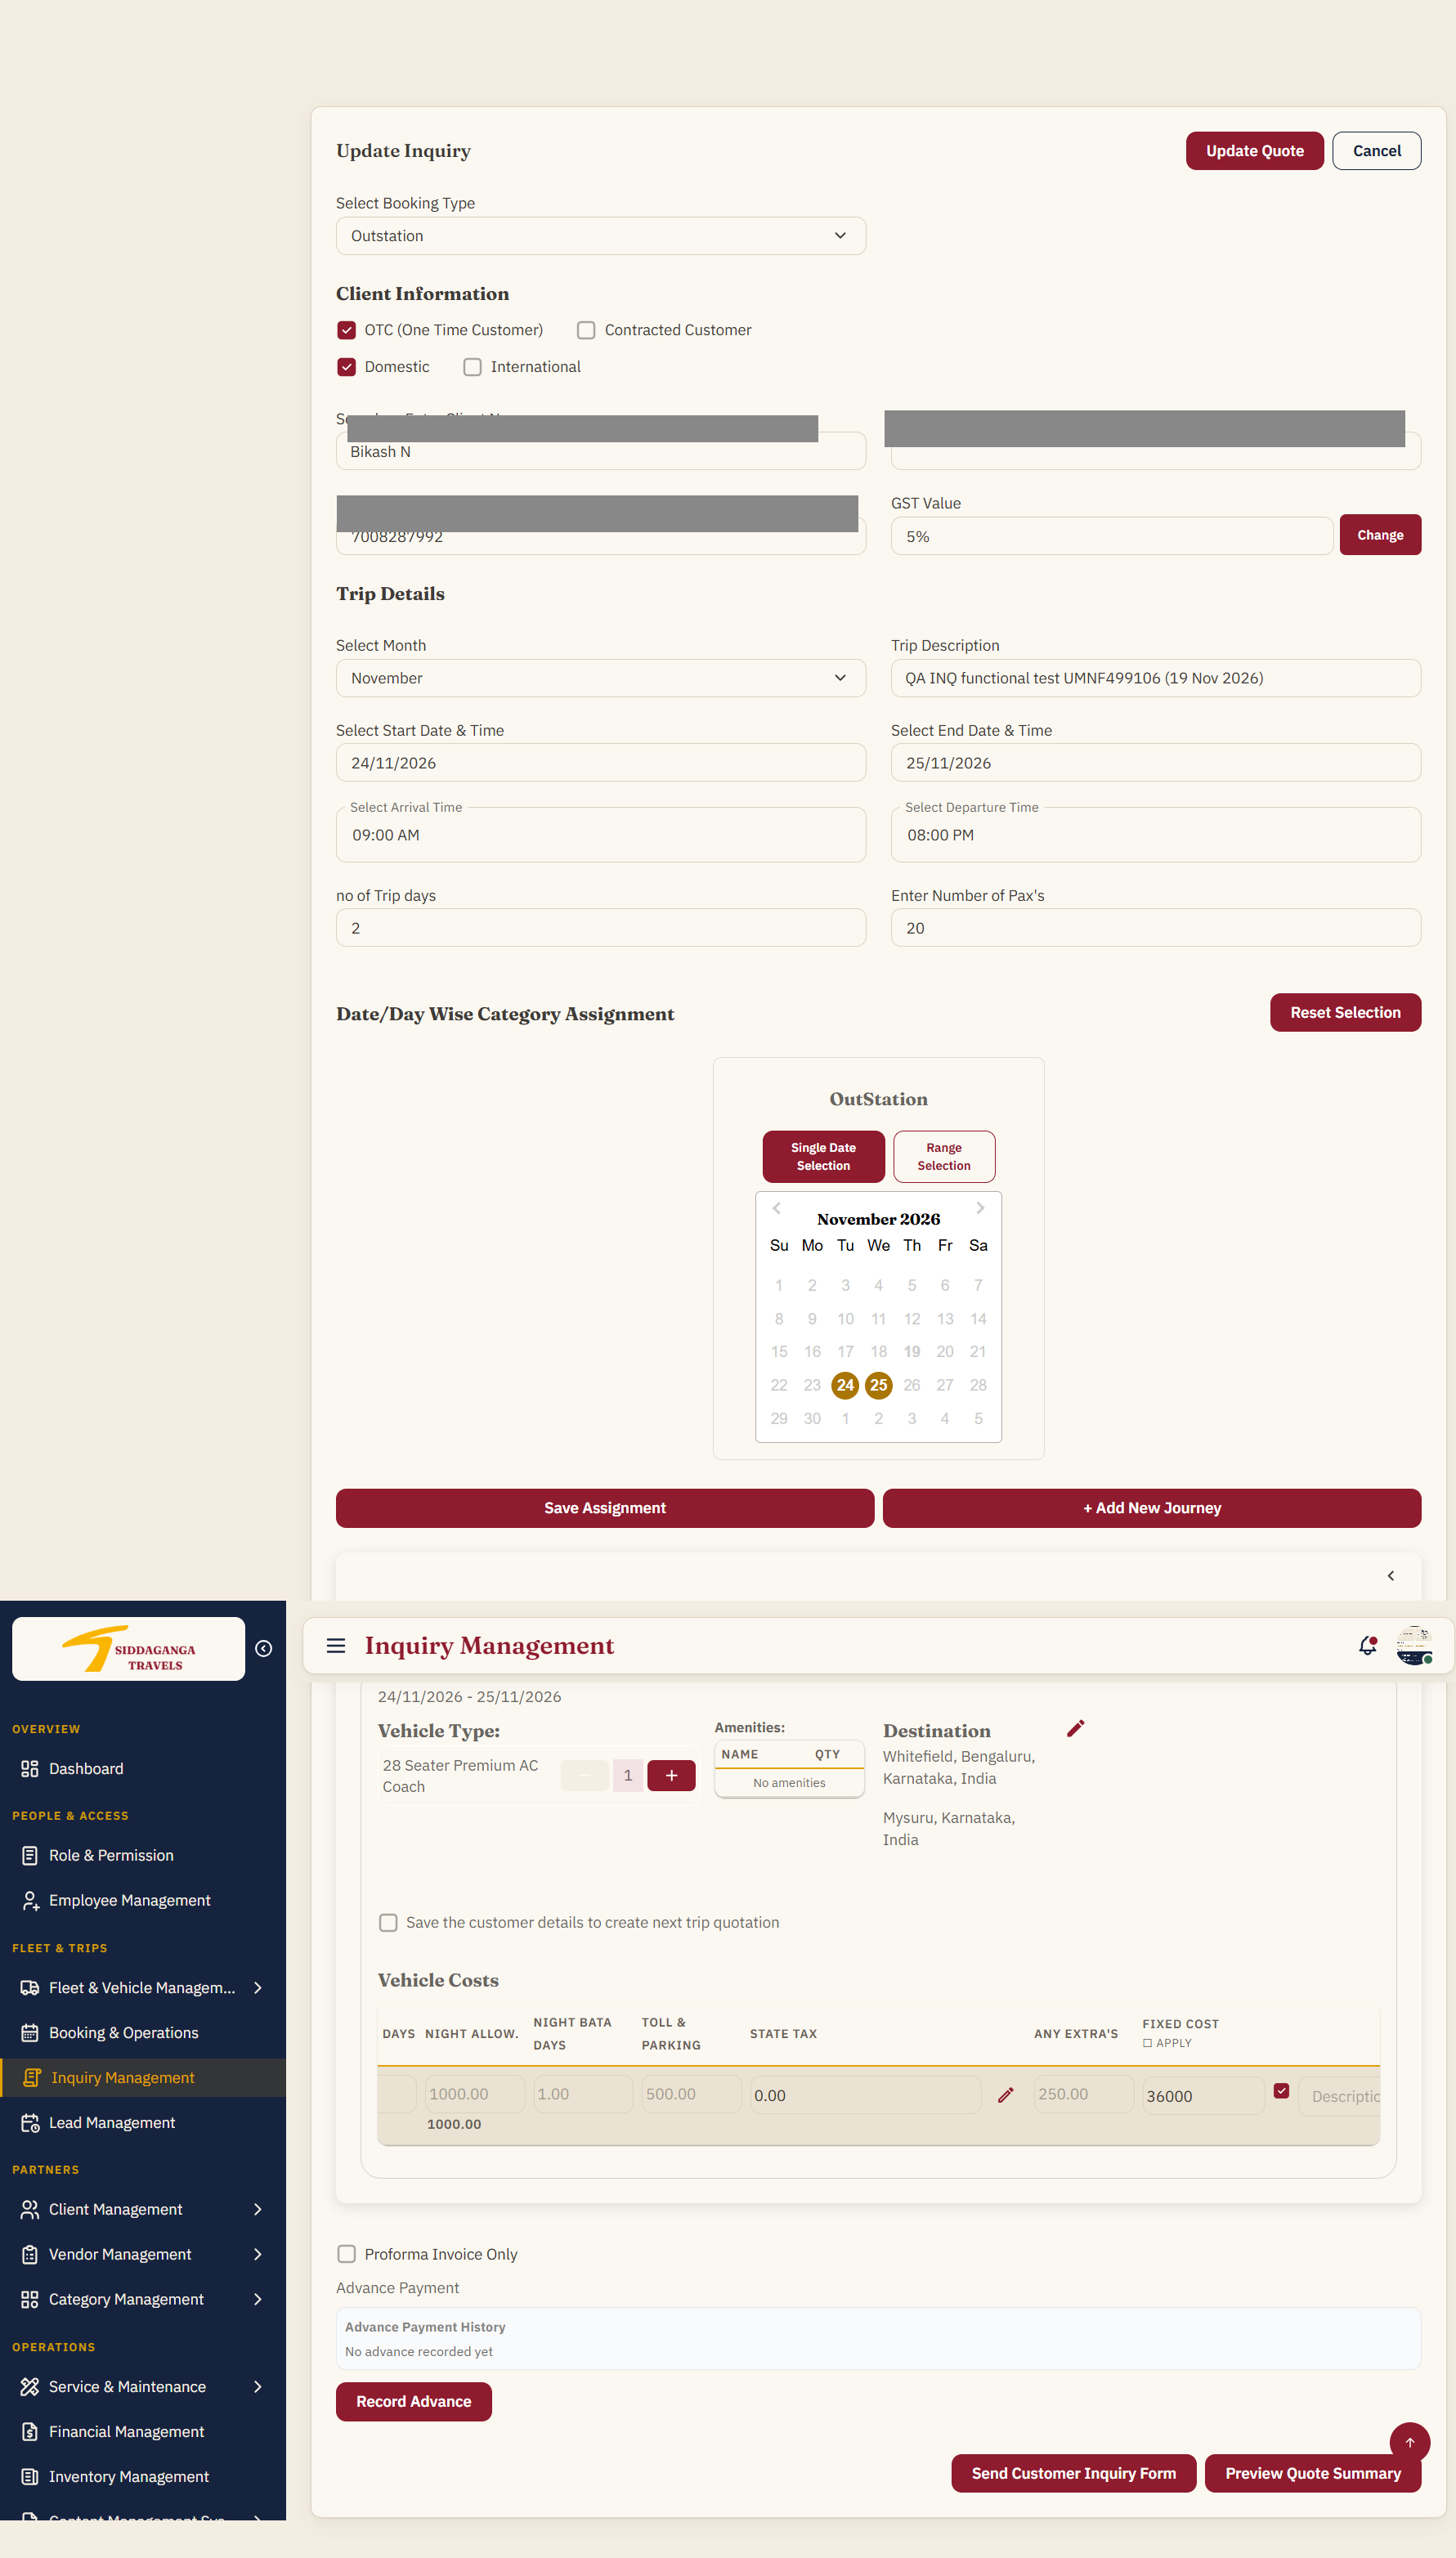 Update Inquiry
Update Quote
Cancel
Select Booking Type
Outstation
Client Information
OTC (One Time Customer)
Contracted Customer
Domestic
International
Bikash N
7008287992
GST Value
5%
Change
Trip Details
Select Month
November
Trip Description
QA INQ functional test UMNF499106 (19 Nov 2026)
Select Start Date & Time
24/11/2026
Select End Date & Time
25/11/2026
Select Arrival Time
09:00 AM
Select Departure Time
08:00 PM
no of Trip days
2
Enter Number of Pax's
20
Date/Day Wise Category Assignment
Reset Selection
OutStation
Single Date
Selection
Range
Selection
November 2026
Su Mo Tu We Th Fr Sa
1 2 3 4 5 6 7
8 9 10 11 12 13 14
15 16 17 18 19 20 21
22 23 24 25 26 27 28
29 30 1 2 3 4 5
Save Assignment
+ Add New Journey
SIDDAGANGA
TRAVELS
OVERVIEW
Dashboard
PEOPLE & ACCESS
Role & Permission
Employee Management
FLEET & TRIPS
Fleet & Vehicle Managem...
Booking & Operations
Inquiry Management
Lead Management
PARTNERS
Client Management
Vendor Management
Category Management
OPERATIONS
Service & Maintenance
Financial Management
Inventory Management
Inquiry Management
24/11/2026 - 25/11/2026
Vehicle Type:
28 Seater Premium AC
Coach
1
+
Amenities:
NAME QTY
No amenities
Destination
Whitefield, Bengaluru,
Karnataka, India
Mysuru, Karnataka,
India
Save the customer details to create next trip quotation
Vehicle Costs
DAYS
NIGHT ALLOW.
NIGHT BATA
DAYS
TOLL &
PARKING
STATE TAX
ANY EXTRA'S
FIXED COST
APPLY
1000.00
1.00
500.00
0.00
250.00
36000
Descriptic
1000.00
Proforma Invoice Only
Advance Payment
Advance Payment History
No advance recorded yet
Record Advance
Send Customer Inquiry Form
Preview Quote Summary